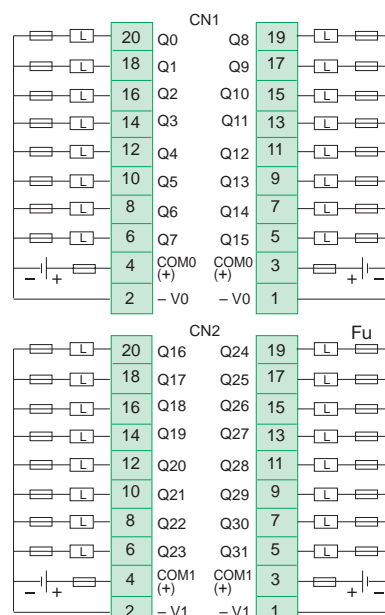 CN1
L 20 Q0 Q8 19 L
L 18 Q1 Q9 17 L
L 16 Q2 Q10 15 L
L 14 Q3 Q11 13 L
L 12 Q4 Q12 11 L
L 10 Q5 Q13 9 L
L 8 Q6 Q14 7 L
L 6 Q7 Q15 5 L
– + 4 COM0 (+) COM0 (+) 3 + –
2 – V0 – V0 1
CN2
Fu
L 20 Q16 Q24 19 L
L 18 Q17 Q25 17 L
L 16 Q18 Q26 15 L
L 14 Q19 Q27 13 L
L 12 Q20 Q28 11 L
L 10 Q21 Q29 9 L
L 8 Q22 Q30 7 L
L 6 Q23 Q31 5 L
– + 4 COM1 (+) COM1 (+) 3 + –
2 – V1 – V1 1